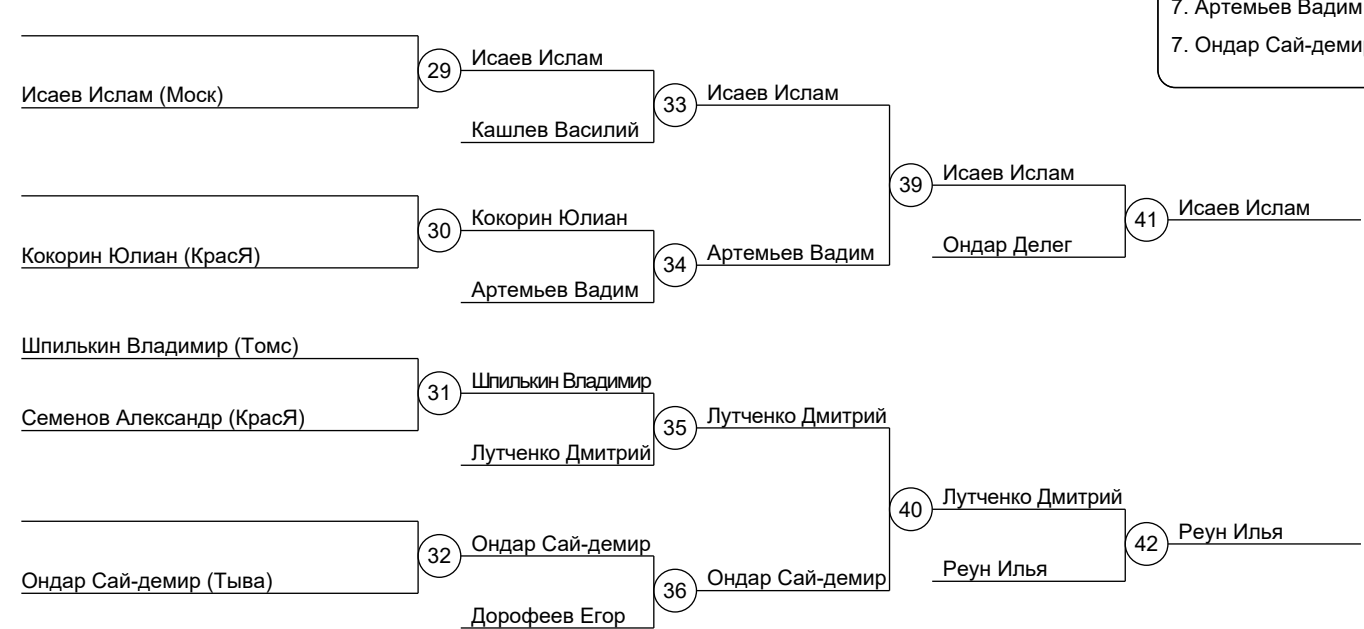 7. Артемьев Вадим
7. Ондар Сай-деми
29
Исаев Ислам
Исаев Ислам (Моск)
33
Исаев Ислам
Кашлев Василий
39
Исаев Ислам
30
Кокорин Юлиан
Кокорин Юлиан (КрасЯ)
34
Артемьев Вадим
Артемьев Вадим
Ондар Делег
41
Исаев Ислам
Шпилькин Владимир (Томс)
31
Шпилькин Владимир
Семенов Александр (КрасЯ)
35
Лутченко Дмитрий
Лутченко Дмитрий
40
Лутченко Дмитрий
32
Ондар Сай-демир
Ондар Сай-демир (Тыва)
36
Ондар Сай-демир
Дорофеев Егор
Реун Илья
42
Реун Илья